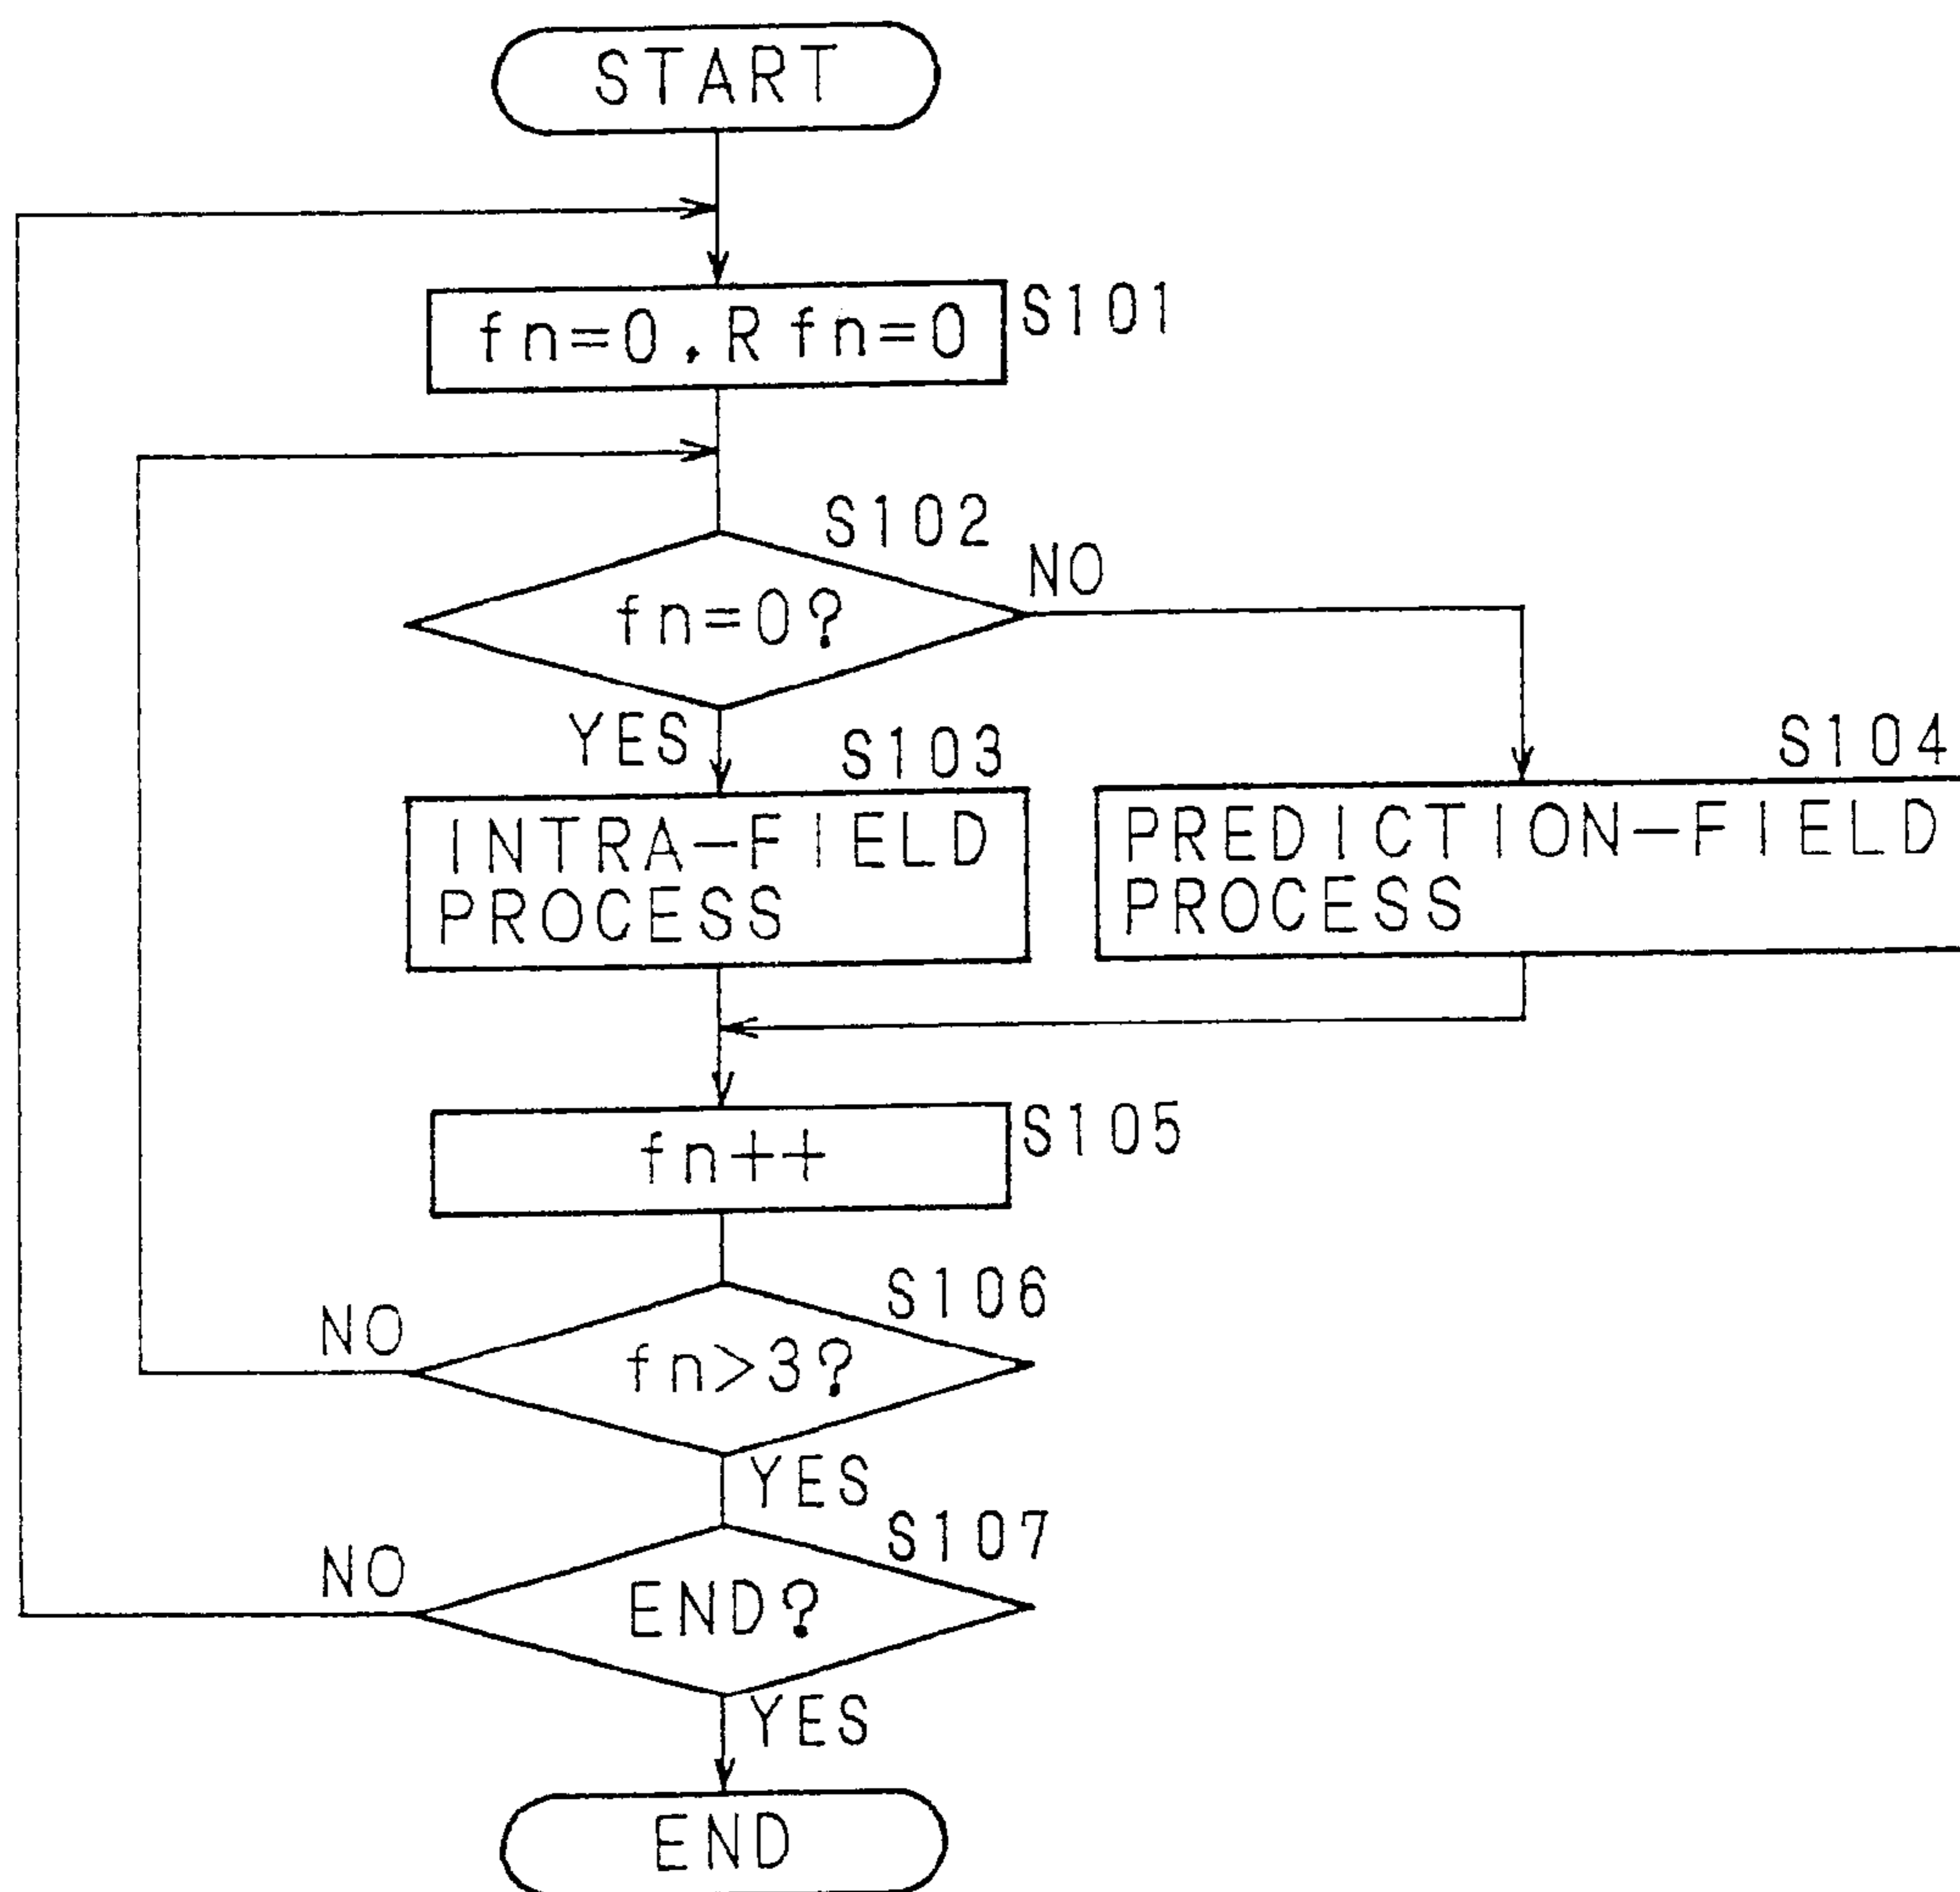 START
fn=0,Rfn=0
S101
S102
fn=0?
NO
YES
S103
S104
INTRA-FIELD
PROCESS
PREDICTION-FIELD
PROCESS
fn++
S105
S106
NO
fn>3?
YES
S107
NO
END?
YES
END